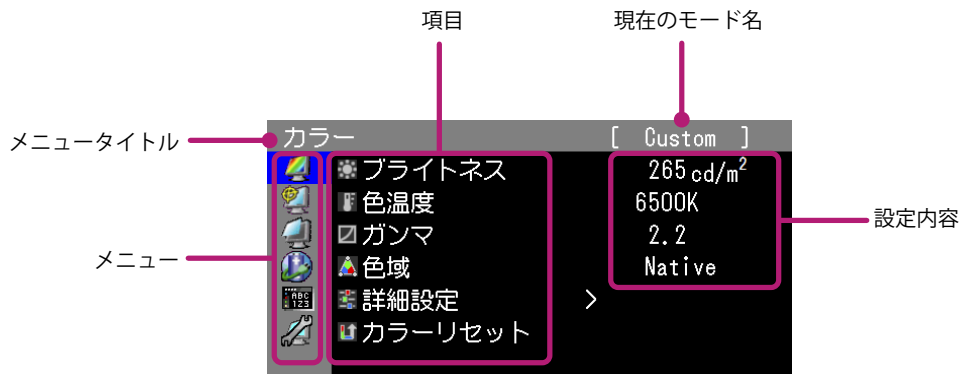 項目
現在のモード名
メニュータイトル
カラー [ Custom ]
ブライトネス 265 cd/m²
色温度 6500K
ガンマ 2.2
設定内容
メニュー
色域 Native
ABC
123
詳細設定 >
カラーリセット